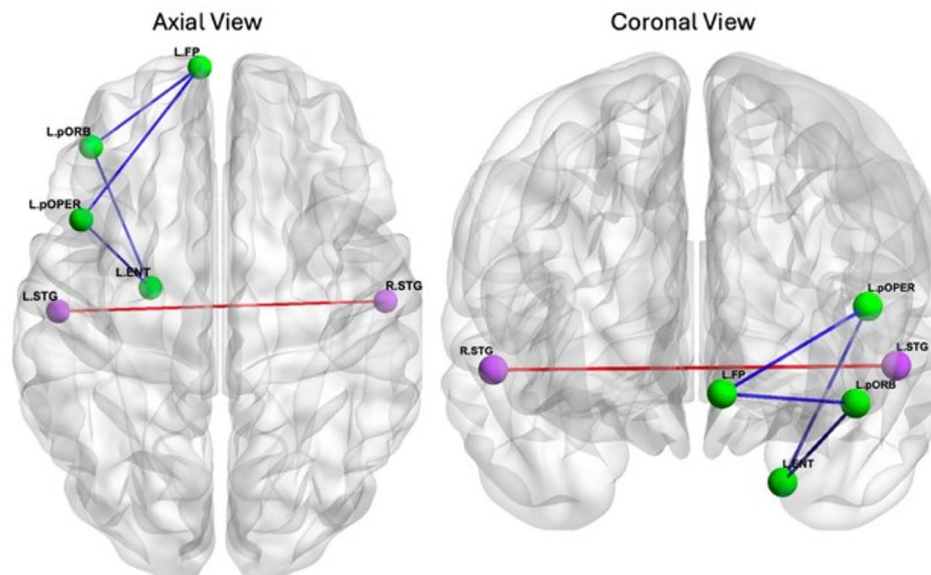 Axial View
L.FP
L.pORB
L.pOPER
L.ENT
L.STG
R.STG
Coronal View
L.pOPER
R.STG
L.STG
L.FP
L.pORB
L.ENT